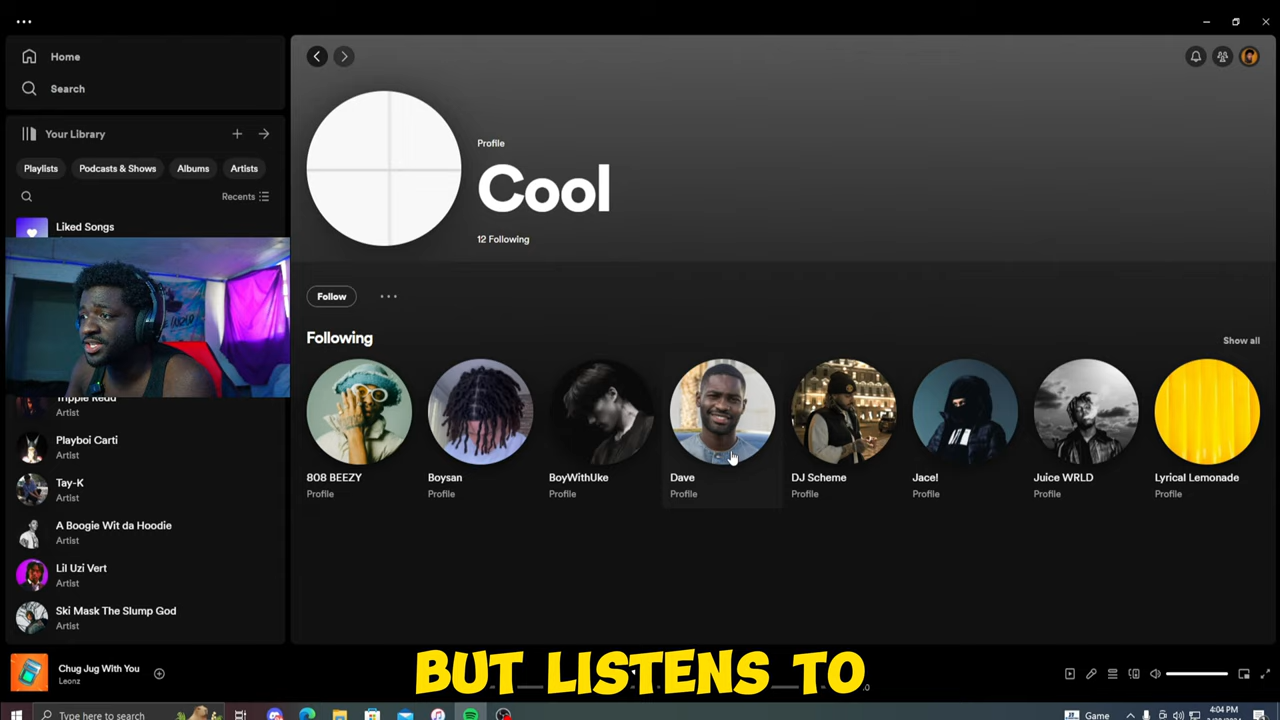 Home
Search
Your Library
Playlists
Podcasts & Shows
Albums
Artists
Recents
Liked Songs
Trippie Redd
Artist
Playboi Carti
Artist
Tay-K
Artist
A Boogie Wit da Hoodie
Artist
Lil Uzi Vert
Artist
Ski Mask The Slump God
Artist
Chug Jug With You
Leonz
Profile
Cool
12 Following
Follow
Following
Show all
808 BEEZY
Profile
Boysan
Profile
BoyWithUke
Profile
Dave
Profile
DJ Scheme
Profile
Jace!
Profile
Juice WRLD
Profile
Lyrical Lemonade
Profile
BUT LISTENS TO
Type here to search
Game
4:04 PM